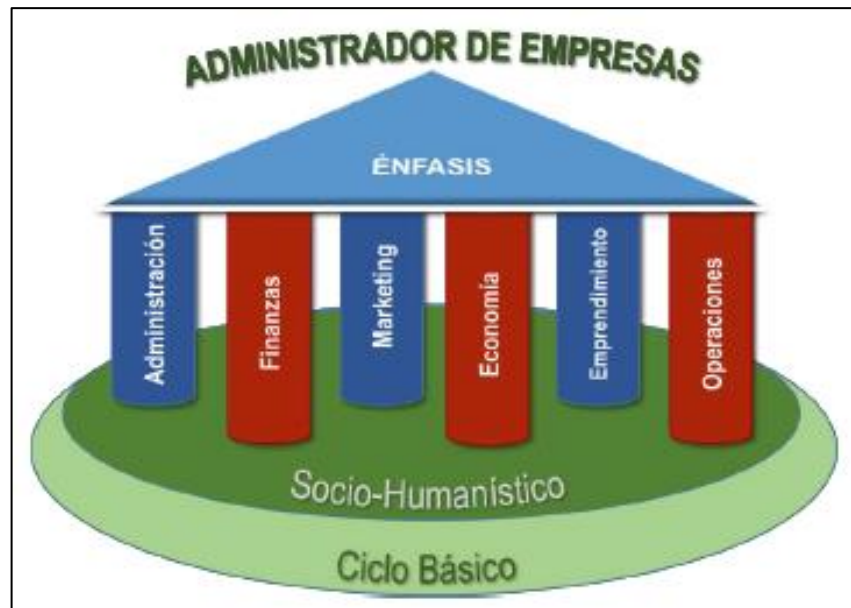 ADMINISTRADOR DE EMPRESAS
ÉNFASIS
Administración
Finanzas
Marketing
Economía
Emprendimiento
Operaciones
Socio-Humanístico
Ciclo Básico